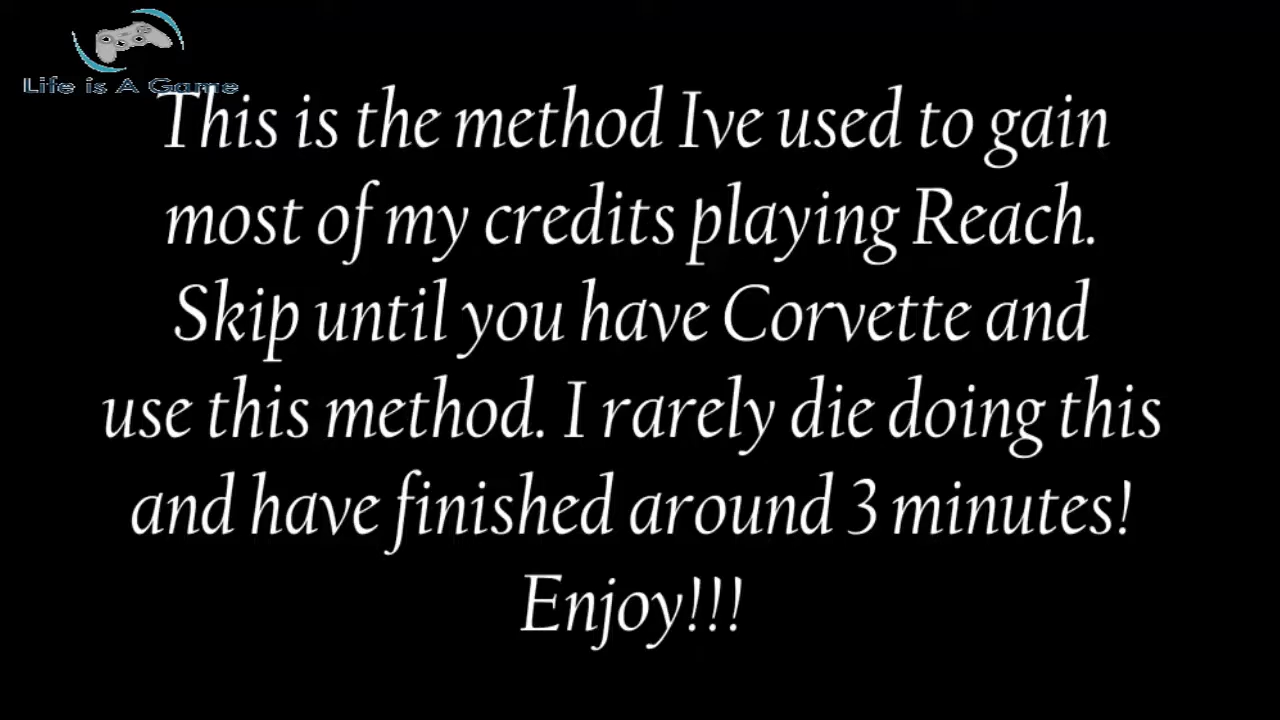 Life is A Game
This is the method Ive used to gain
most of my credits playing Reach.
Skip until you have Corvette and
use this method. I rarely die doing this
and have finished around 3 minutes!
Enjoy!!!